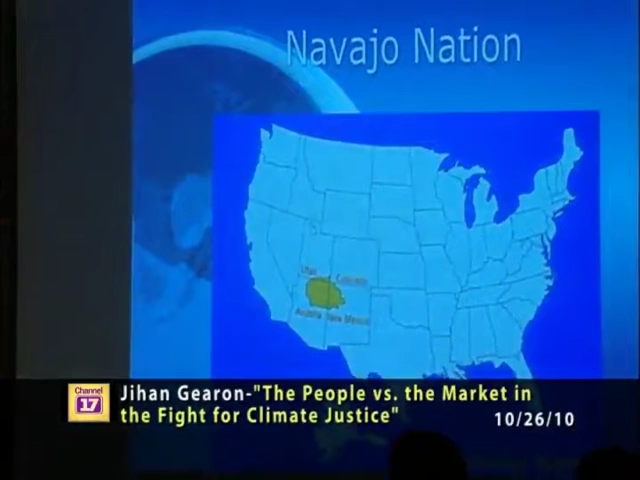 Navajo Nation
Utah Colorado
Arizona New Mexico
Channel
17
Jihan Gearon-"The People vs. the Market in
the Fight for Climate Justice"
10/26/10